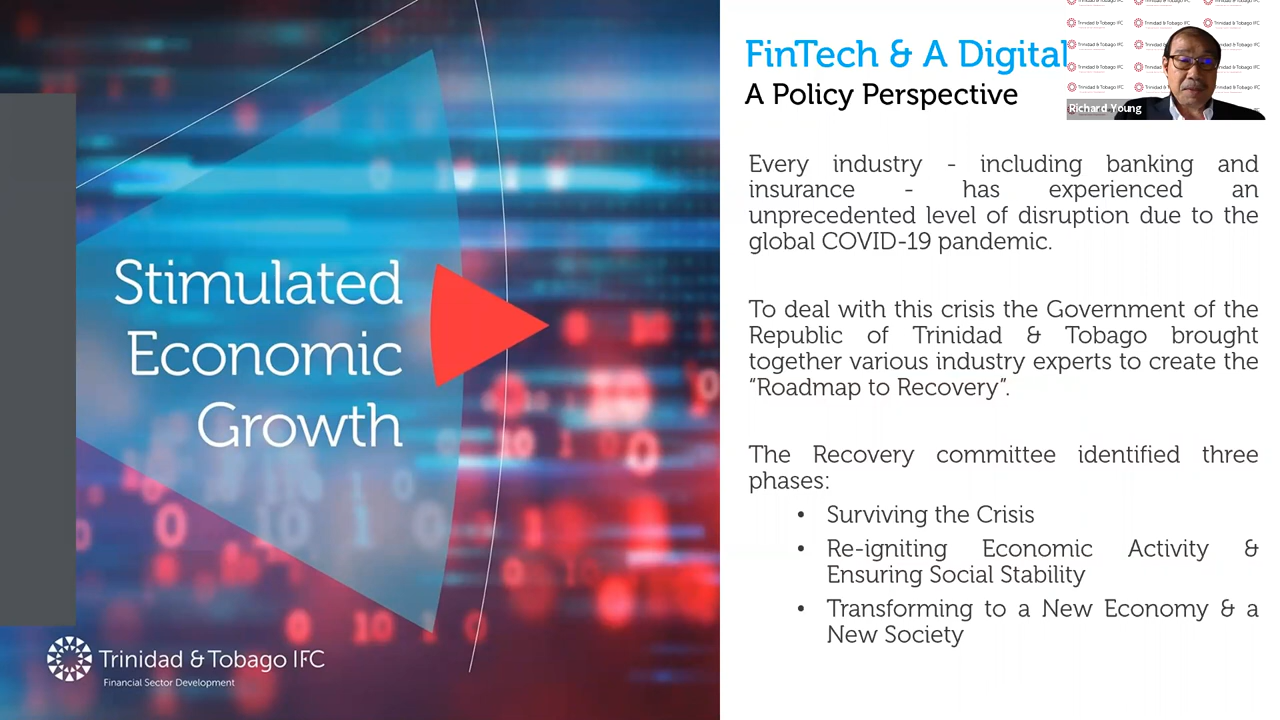 Stimulated
Economic
Growth
Trinidad & Tobago IFC
Financial Sector Development
FinTech & A Digital
A Policy Perspective
Richard Young
Every industry - including banking and
insurance - has experienced an
unprecedented level of disruption due to the
global COVID-19 pandemic.
To deal with this crisis the Government of the
Republic of Trinidad & Tobago brought
together various industry experts to create the
“Roadmap to Recovery”.
The Recovery committee identified three
phases:
• Surviving the Crisis
• Re-igniting Economic Activity &
Ensuring Social Stability
• Transforming to a New Economy & a
New Society